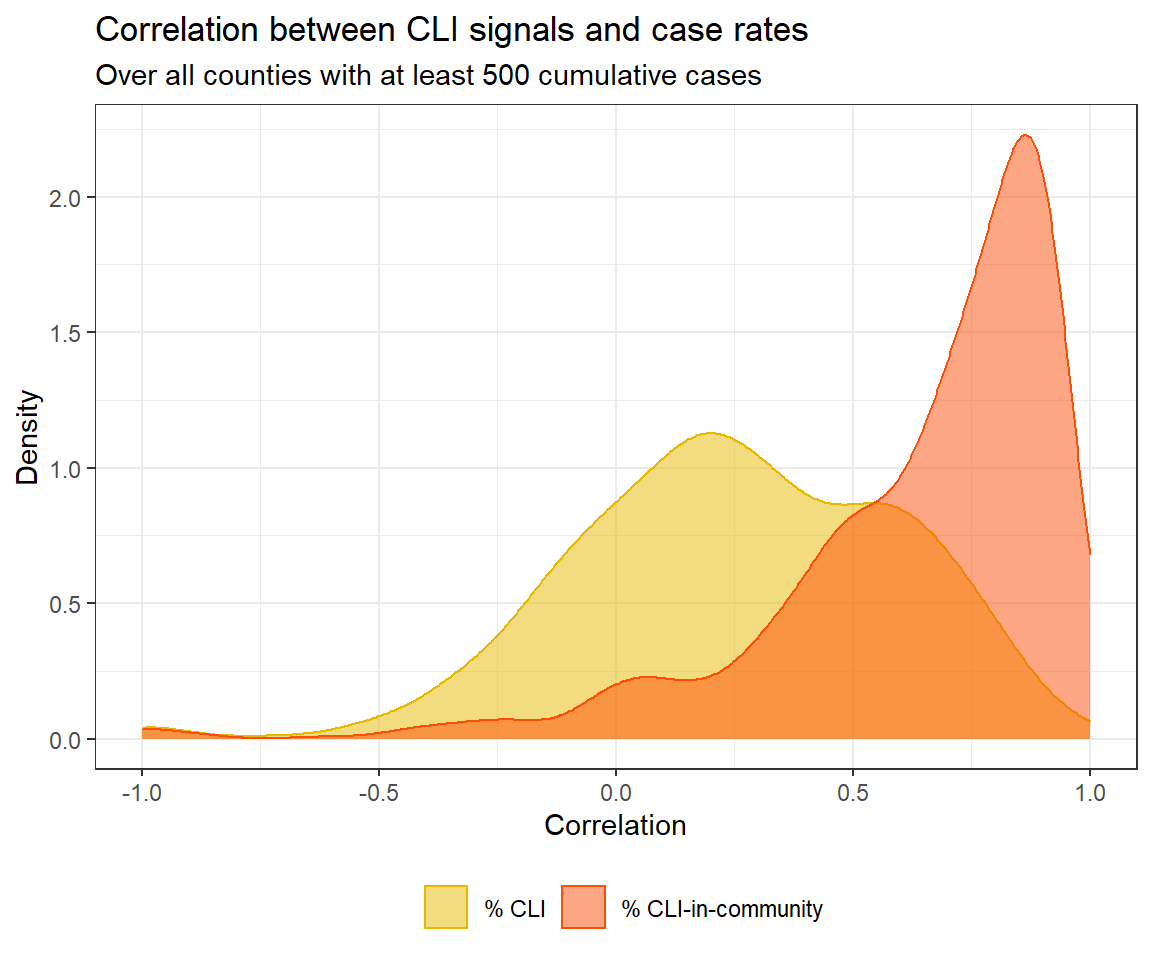 Correlation between CLI signals and case rates
Over all counties with at least 500 cumulative cases
2.0
1.5
1.0
0.5
0.0
Density
-1.0 -0.5 0.0 0.5 1.0
Correlation
% CLI % CLI-in-community